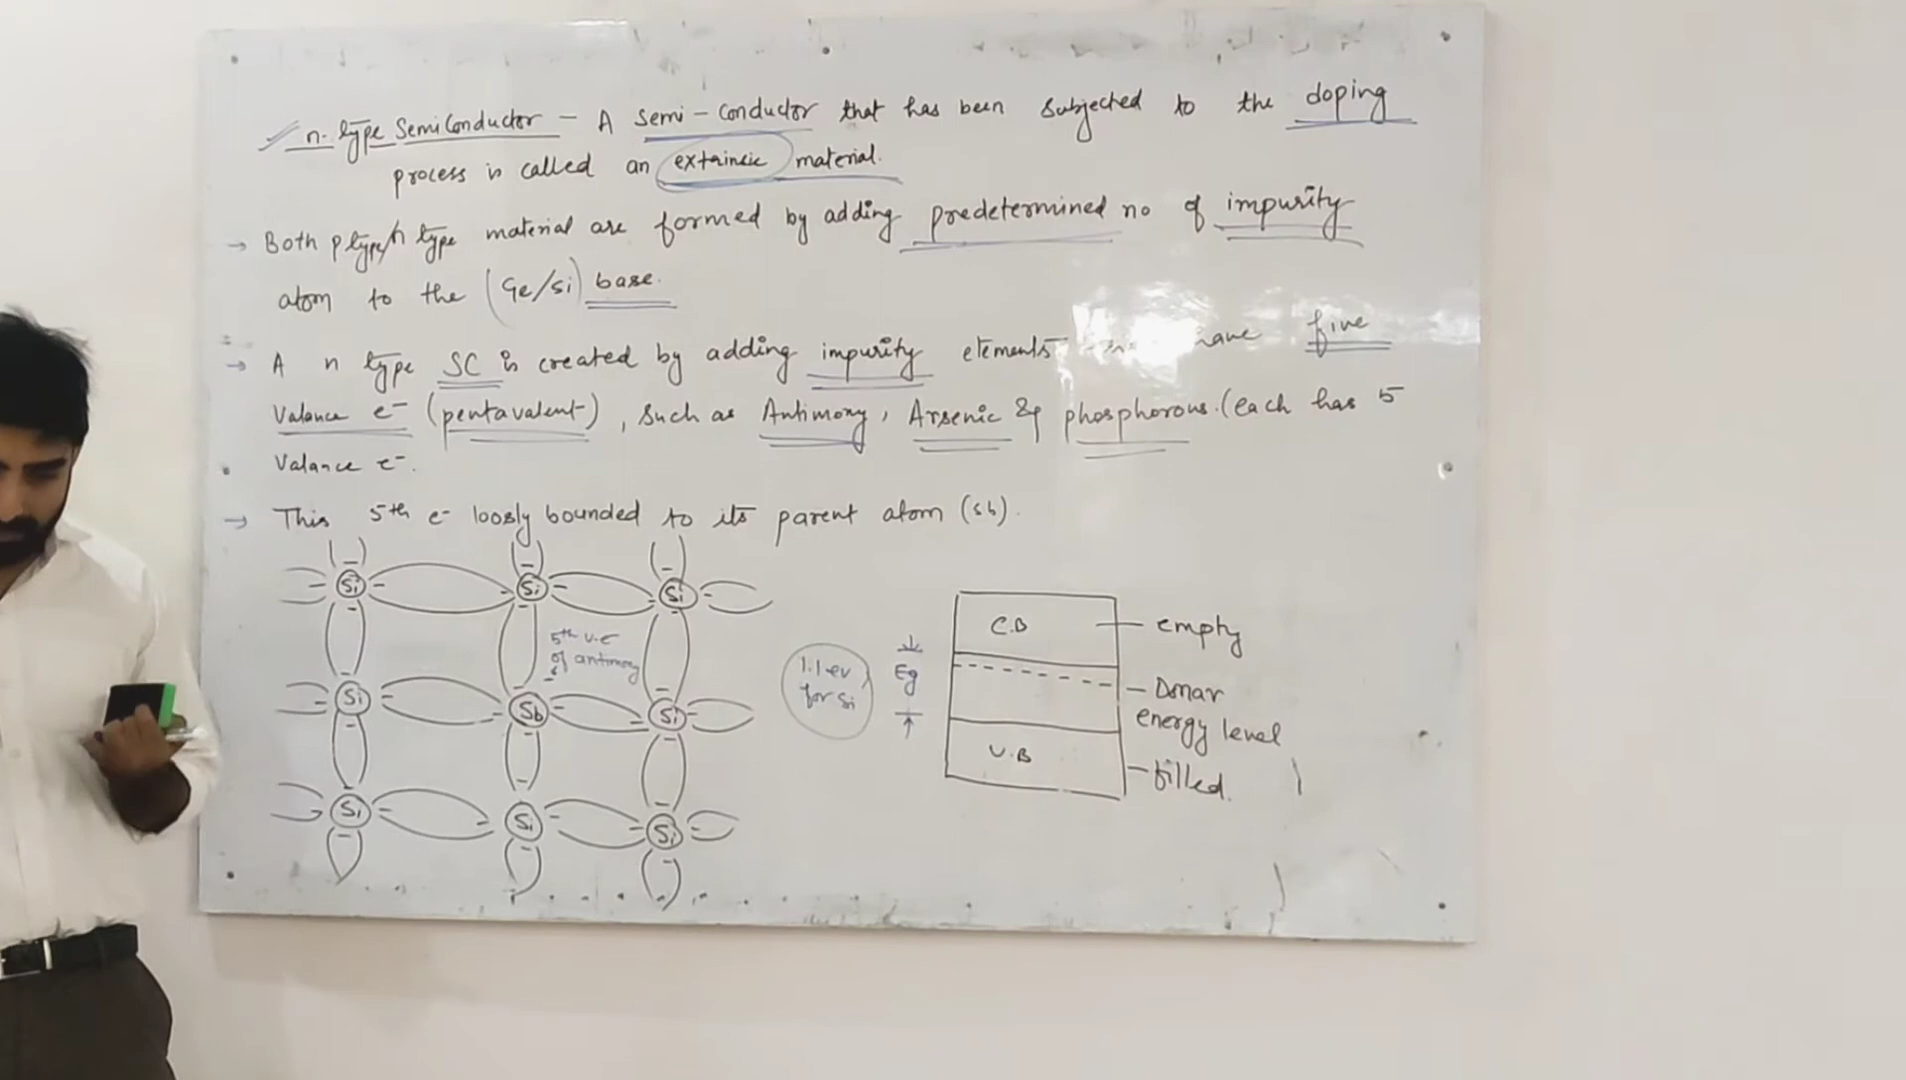 n-type SemiConductor - A Semi-conductor that has been subjected to the doping
process is called an extrinsic material.
→ Both p type/n type material are formed by adding predetermined no of impurity
atom to the (Ge/Si) base.
→ A n type SC is created by adding impurity elements have five
Valance e⁻ (pentavalent), such as Antimony, Arsenic & phosphorous. (each has 5
Valance e⁻.
→ This 5th e⁻ loosly bounded to its parent atom (sb).
Si Si Si
5th v.e
of antimony
Si Sb Si
Si Si Si
1.1ev
for Si
Eg
C.B
empty
Donar
energy level
V.B
filled.